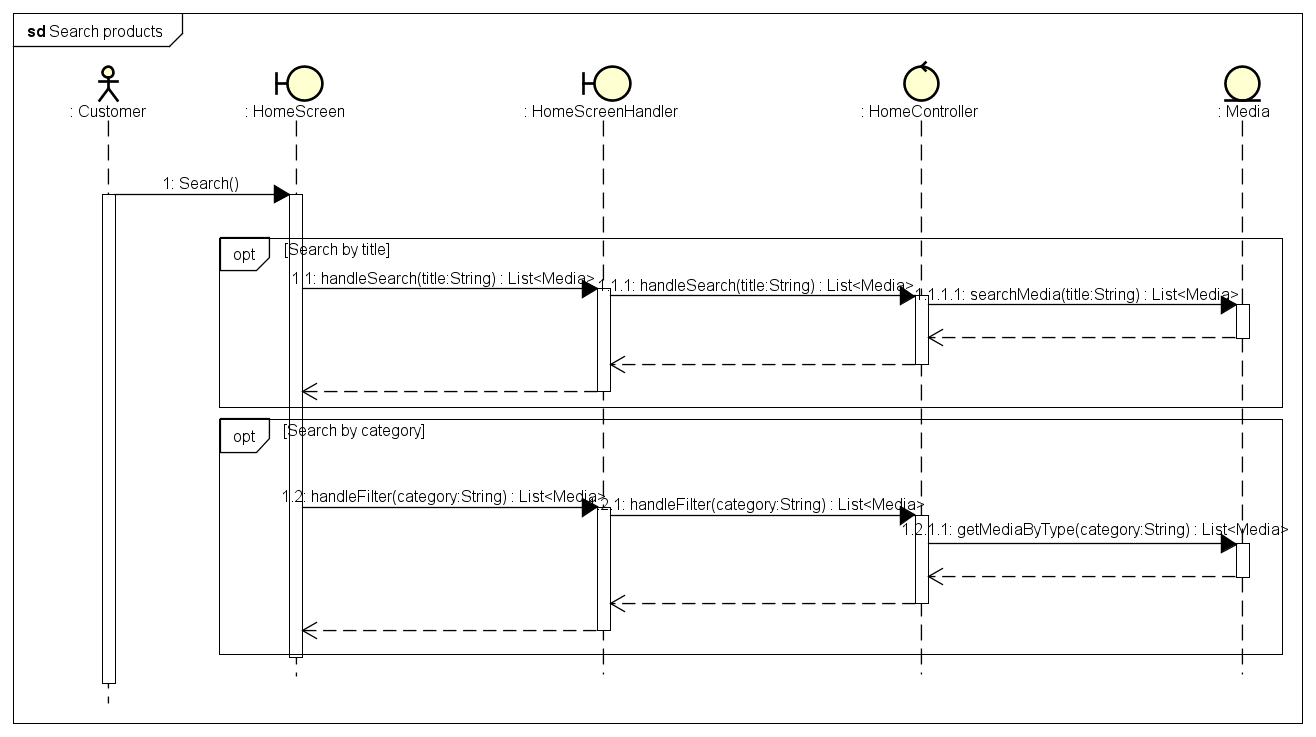 sd Search products
: Customer
: HomeScreen
: HomeScreenHandler
: HomeController
: Media
1: Search()
opt
[Search by title]
1.1: handleSearch(title:String) : List<Media>
1.1.1: handleSearch(title:String) : List<Media>
1.1.1.1: searchMedia(title:String) : List<Media>
opt
[Search by category]
1.2: handleFilter(category:String) : List<Media>
1.2.1: handleFilter(category:String) : List<Media>
1.2.1.1: getMediaByType(category:String) : List<Media>